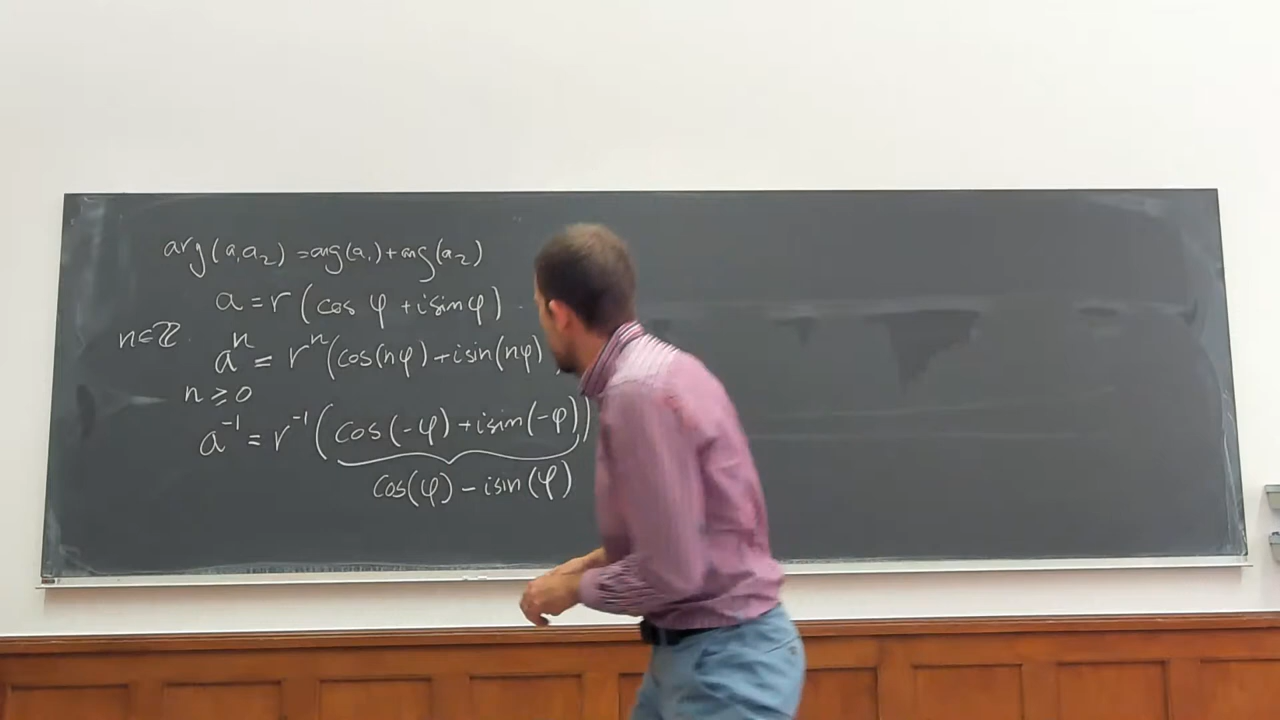 arg(a₁a₂) = arg(a₁) + arg(a₂)
a = r (cos φ + i sin φ)
n ∈ ℤ
aⁿ = rⁿ (cos(nφ) + i sin(nφ)
n ⩾ 0
a⁻¹ = r⁻¹ (cos(-φ) + i sin(-φ))
cos(φ) - i sin(φ)